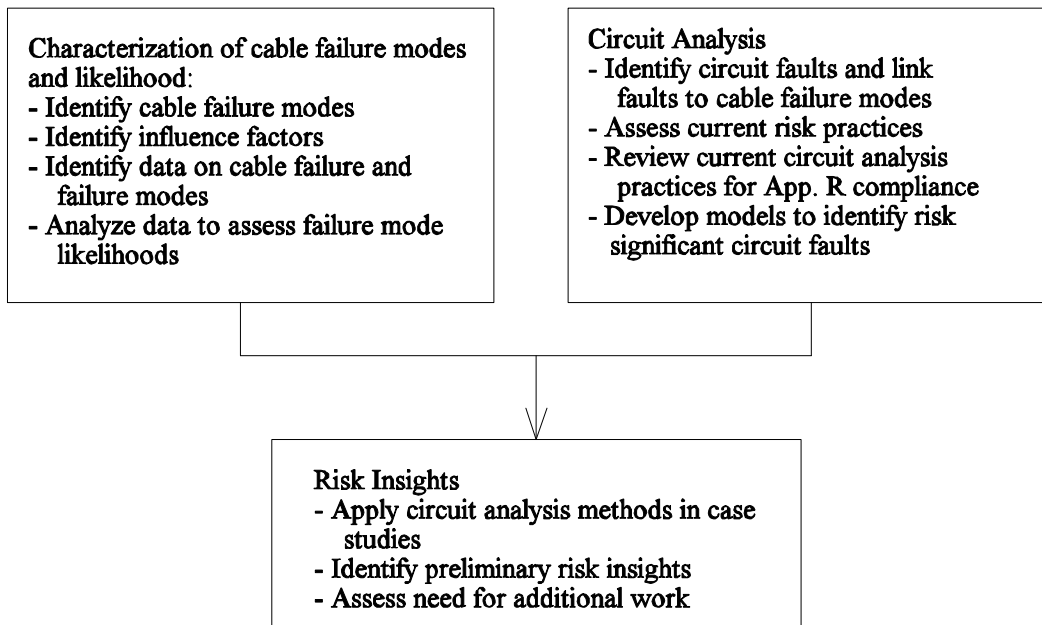 Characterization of cable failure modes
and likelihood:
- Identify cable failure modes
- Identify influence factors
- Identify data on cable failure and
failure modes
- Analyze data to assess failure mode
likelihoods
Circuit Analysis
- Identify circuit faults and link
faults to cable failure modes
- Assess current risk practices
- Review current circuit analysis
practices for App. R compliance
- Develop models to identify risk
significant circuit faults
Risk Insights
- Apply circuit analysis methods in case
studies
- Identify preliminary risk insights
- Assess need for additional work